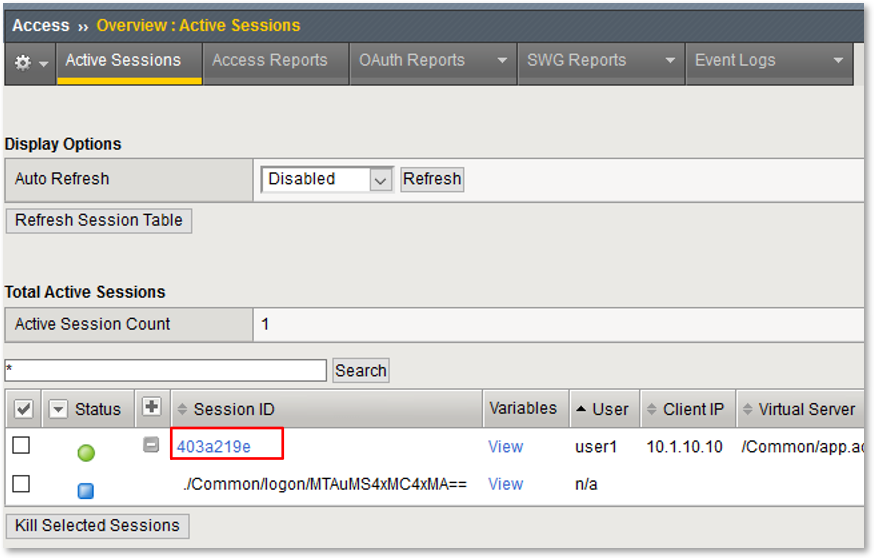 Access ›› Overview : Active Sessions
Active Sessions Access Reports OAuth Reports SWG Reports Event Logs
Display Options
Auto Refresh Disabled Refresh
Refresh Session Table
Total Active Sessions
Active Session Count 1
* Search
Status Session ID Variables User Client IP Virtual Server
403a219e View user1 10.1.10.10 /Common/app.ac
./Common/logon/MTAuMS4xMC4xMA== View n/a
Kill Selected Sessions